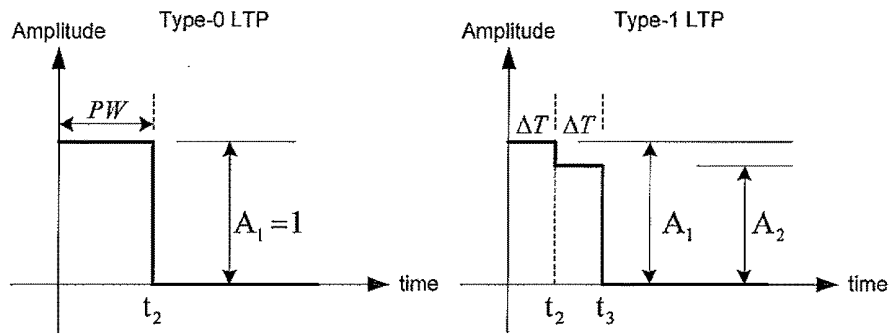 Type-0 LTP
Amplitude
PW
A₁ = 1
time
t₂
Type-1 LTP
Amplitude
ΔT ΔT
A₁
A₂
time
t₂ t₃